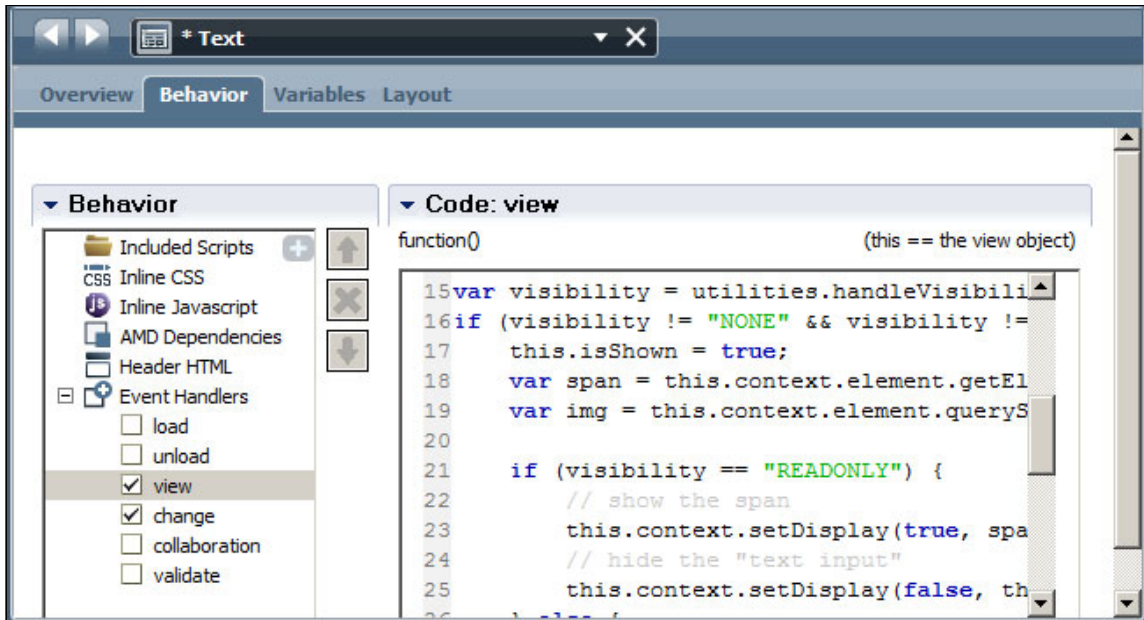 * Text
Overview Behavior Variables Layout
Behavior
Included Scripts
css Inline CSS
JS Inline Javascript
AMD Dependencies
Header HTML
Event Handlers
load
unload
view
change
collaboration
validate
Code: view
function() (this == the view object)
15var visibility = utilities.handleVisibili
16if (visibility != "NONE" && visibility !=
17 this.isShown = true;
18 var span = this.context.element.getEl
19 var img = this.context.element.queryS
20
21 if (visibility == "READONLY") {
22 // show the span
23 this.context.setDisplay(true, spa
24 // hide the "text input"
25 this.context.setDisplay(false, th
26 } else {